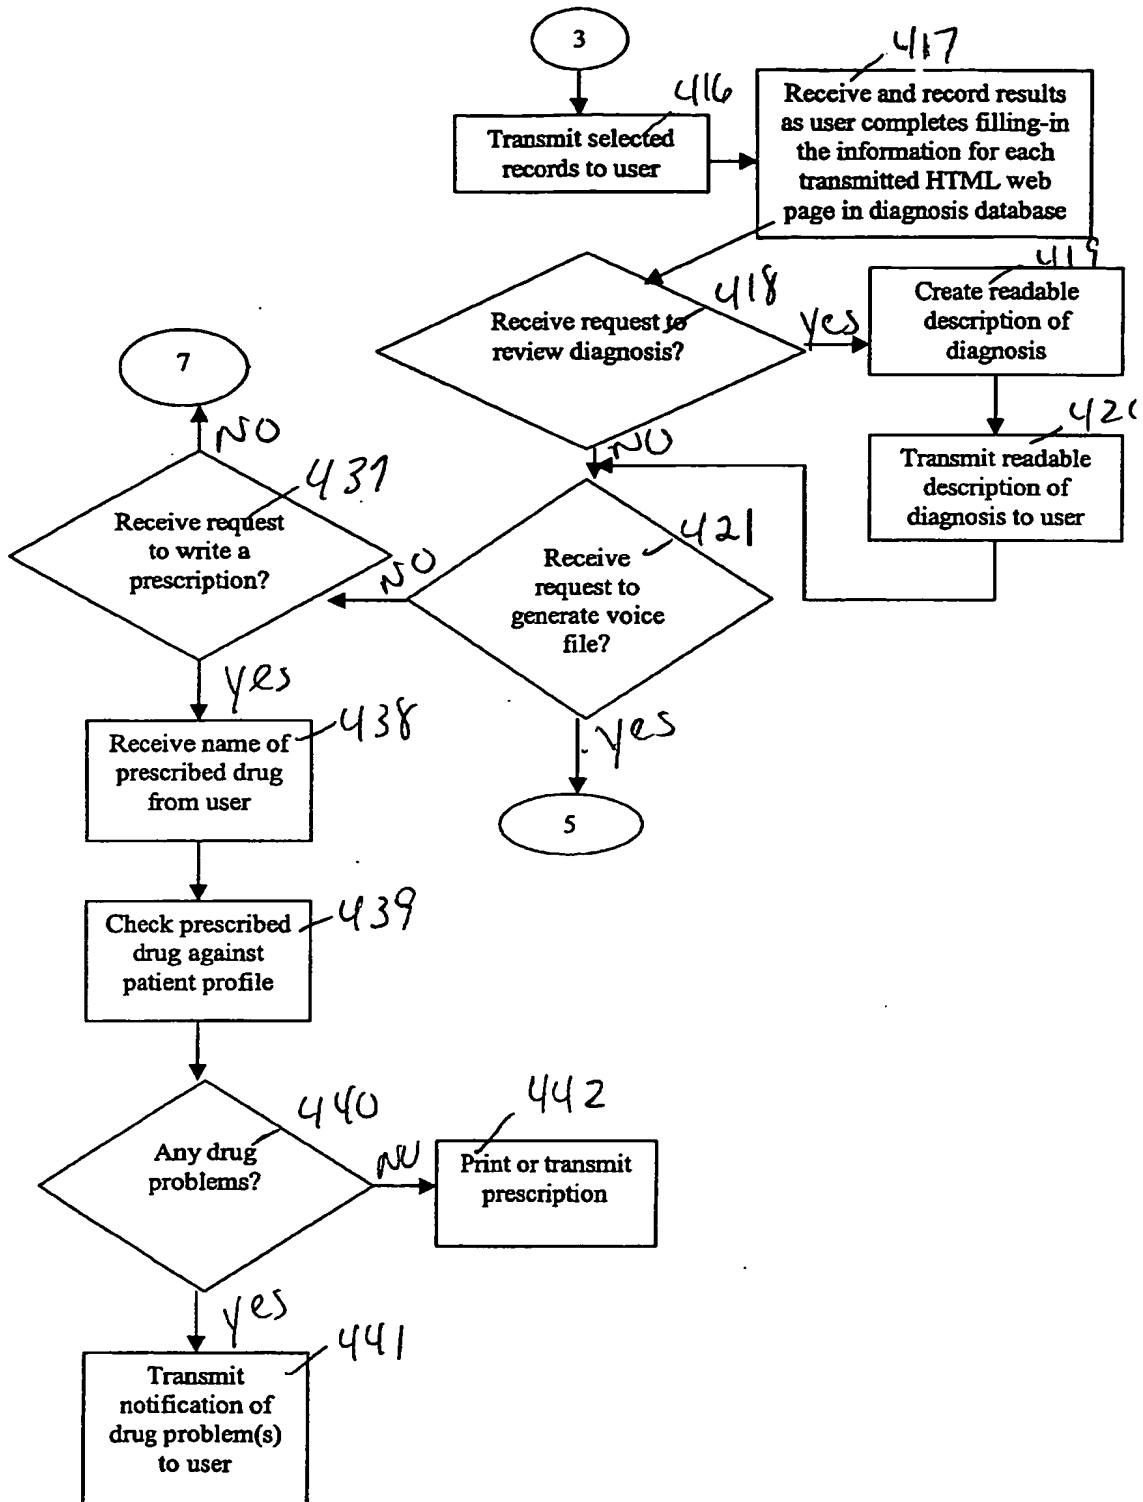 3
416
Transmit selected
records to user
417
Receive and record results
as user completes filling-in
the information for each
transmitted HTML web
page in diagnosis database
418
Receive request to
review diagnosis?
yes
419
Create readable
description of
diagnosis
420
Transmit readable
description of
diagnosis to user
NO
421
Receive
request to
generate voice
file?
yes
5
NO
437
Receive request
to write a
prescription?
NO
7
yes
438
Receive name of
prescribed drug
from user
439
Check prescribed
drug against
patient profile
440
Any drug
problems?
NO
442
Print or transmit
prescription
yes
441
Transmit
notification of
drug problem(s)
to user